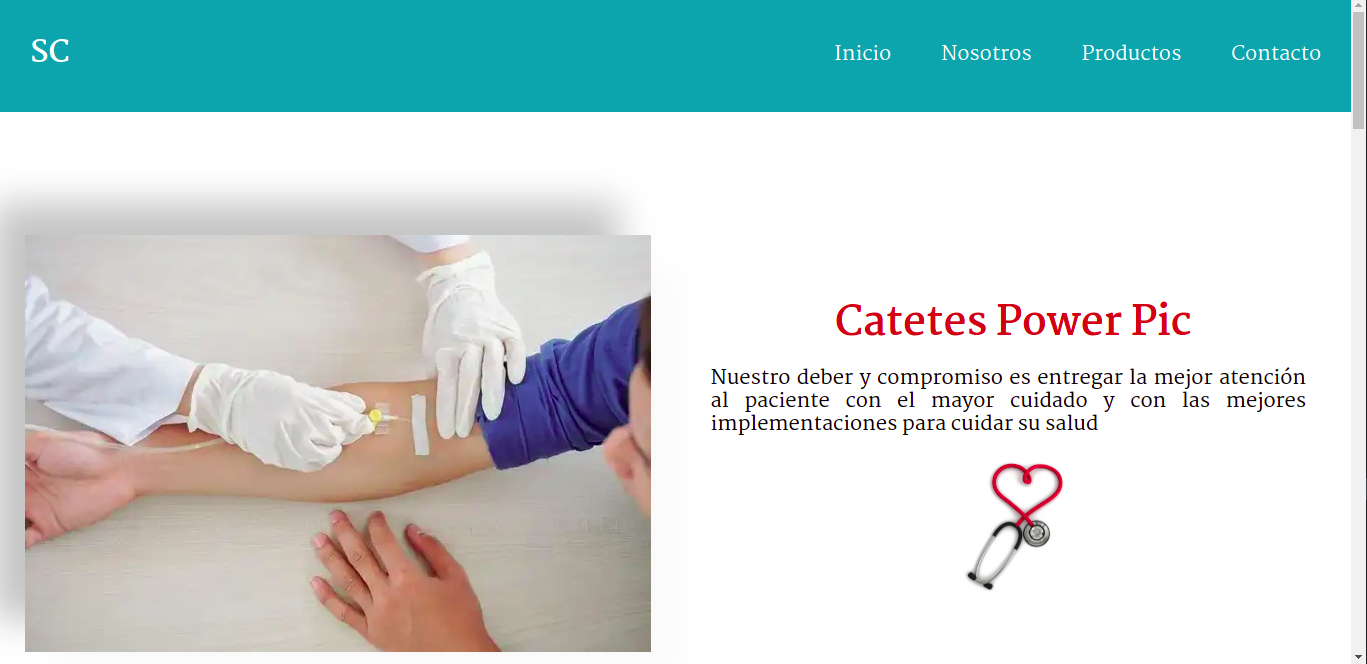 SC
Inicio Nosotros Productos Contacto
Catetes Power Pic
Nuestro deber y compromiso es entregar la mejor atención
al paciente con el mayor cuidado y con las mejores
implementaciones para cuidar su salud